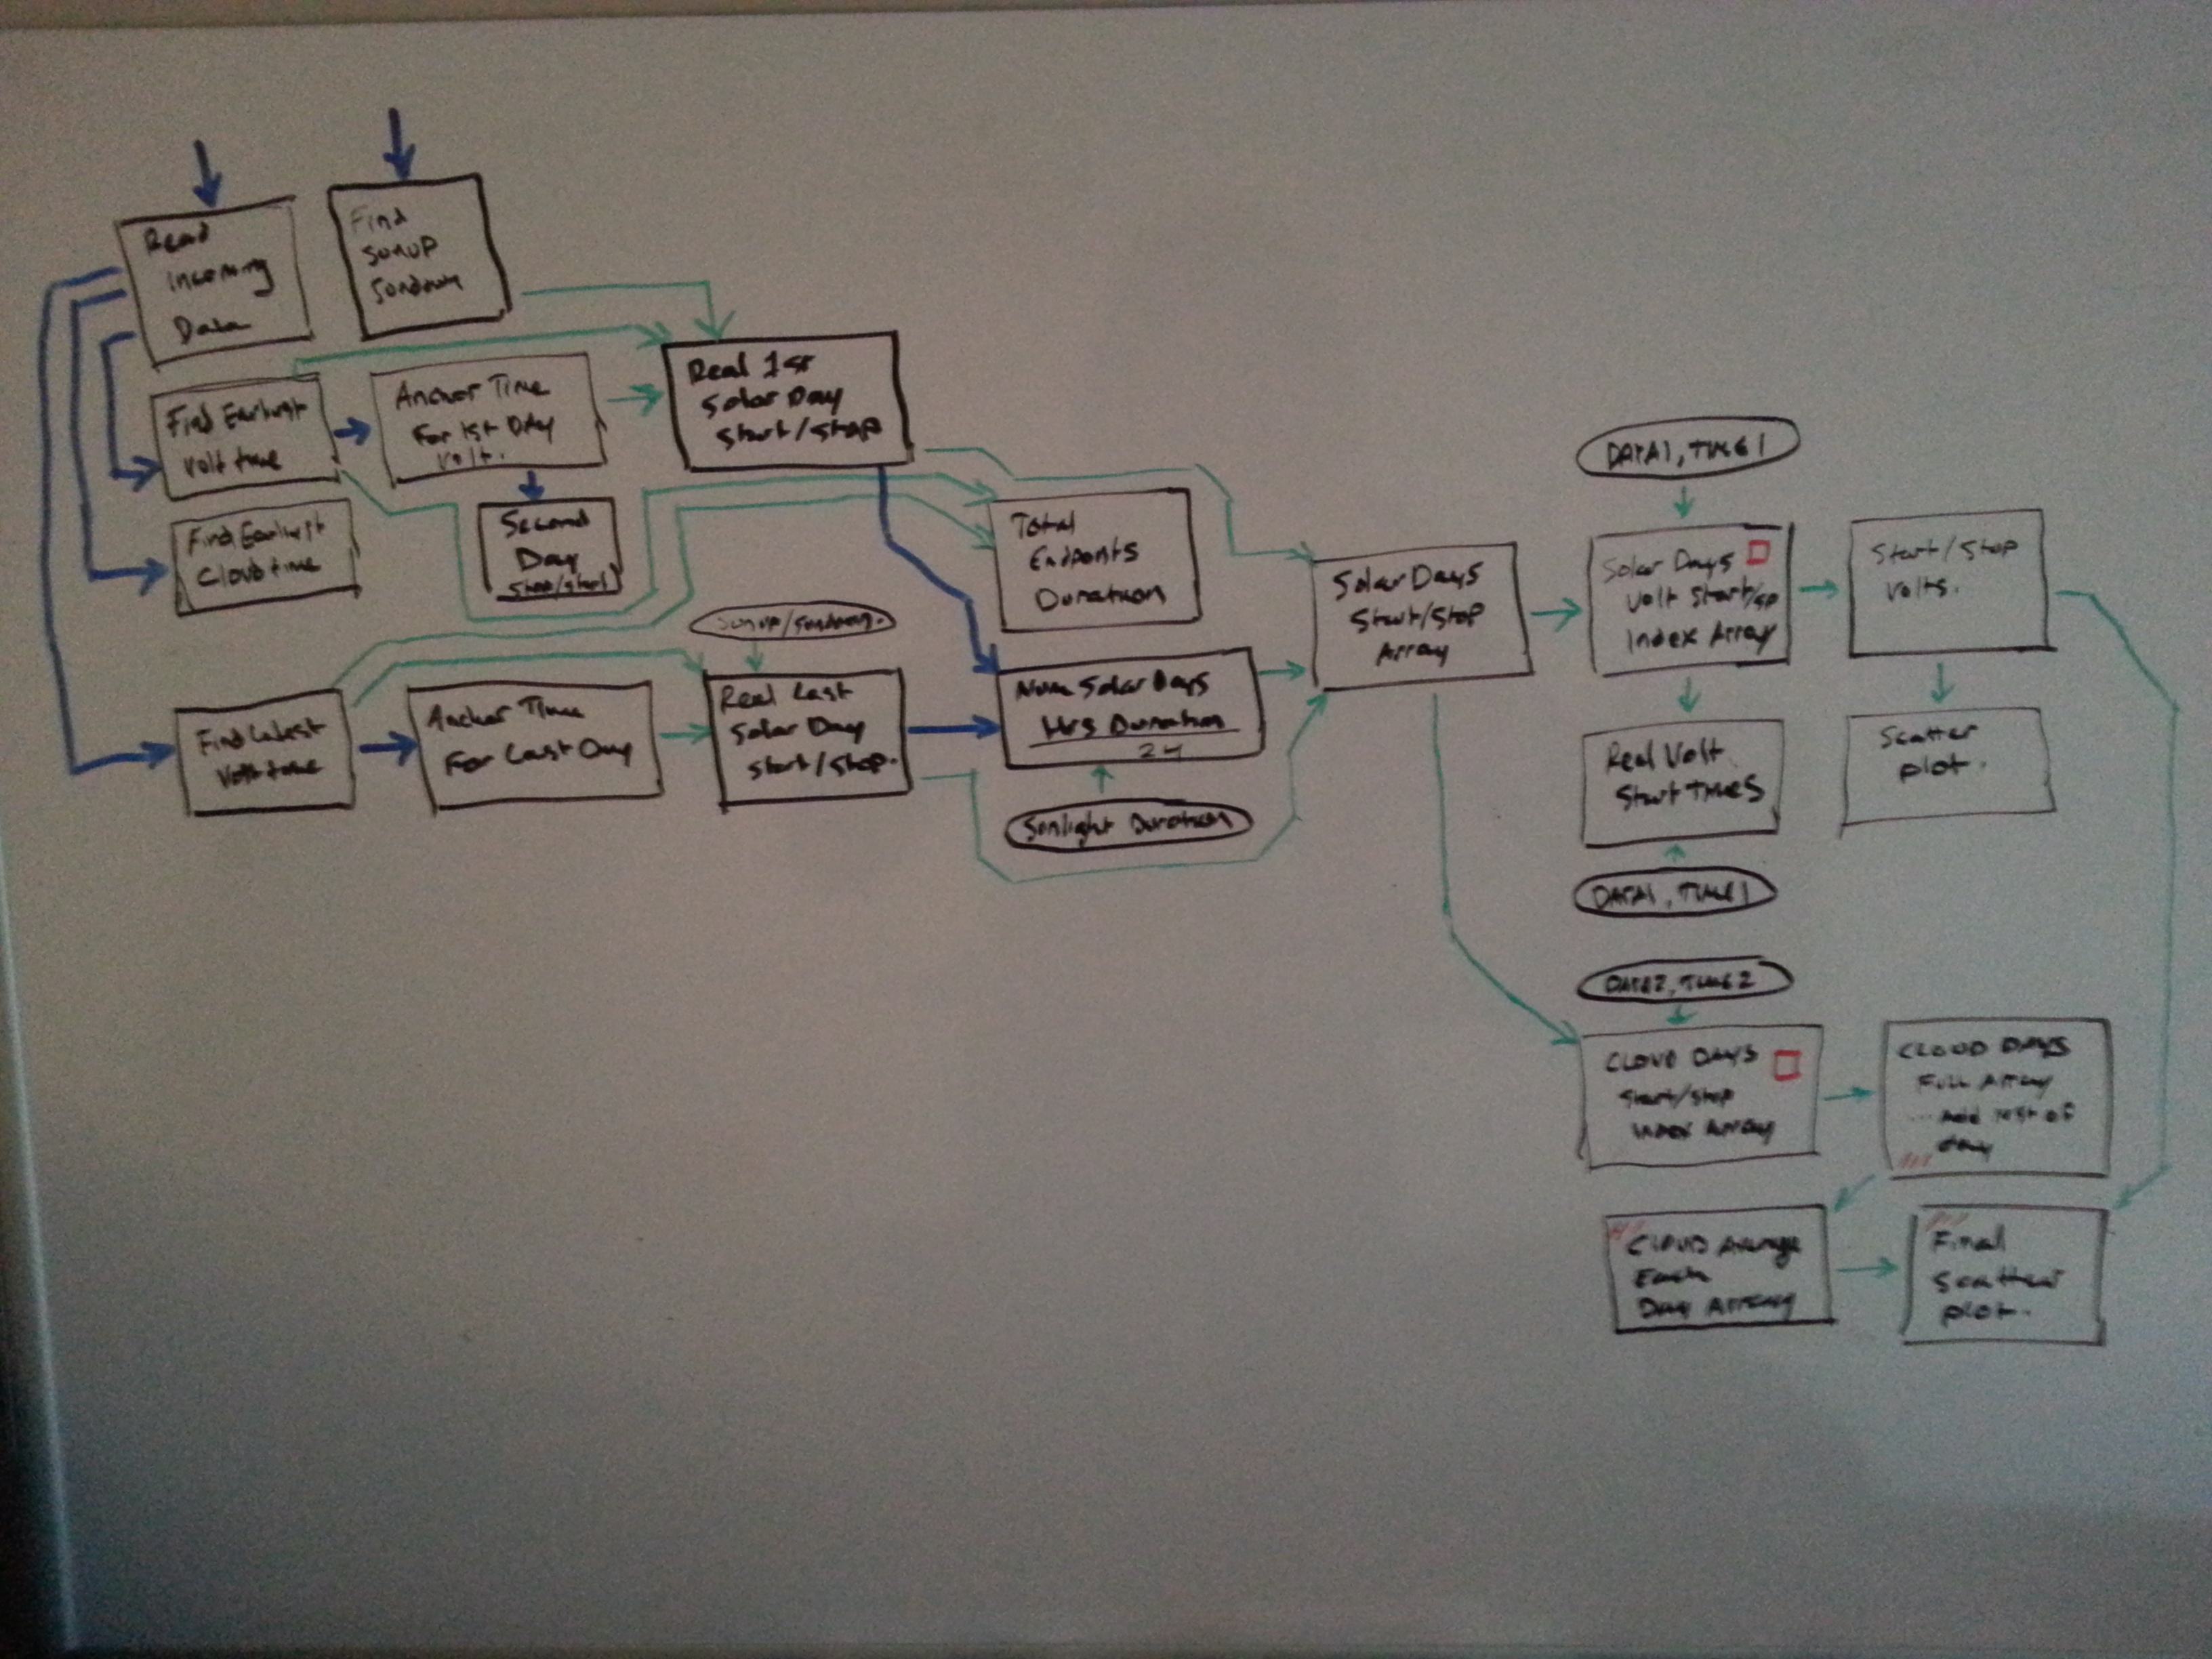 Read
Incoming
Data
Find
Sunup
Sundown
Find Earliest
Volt time
Anchor Time
For 1st DAy
Volt.
Real 1st
Solar Day
Start/Stop
Find Earliest
Cloud time
Second
Day
Stop/Start
Total
Endpoints
Duration
Sunup/Sundown.
Find Latest
Volt time
Anchor Time
For Last Day
Real Last
Solar Day
Start/Stop.
Num Solar Days
Hrs Duration
24
Sunlight Duration
Solar Days
Start/Stop
Array
DATA1, TIME1
Solar Days
Volt Start/Sp
Index Array
Start/Stop
Volts.
Real Volt
Start Times
Scatter
plot.
DATA1, TIME1
DATE2, TIME2
CLOUD DAYS
Start/Stop
Index Array
CLOUD DAYS
Full Array
... Add rest of
day
CLOUD Average
Each
Day Array
Final
Scatter
plot.